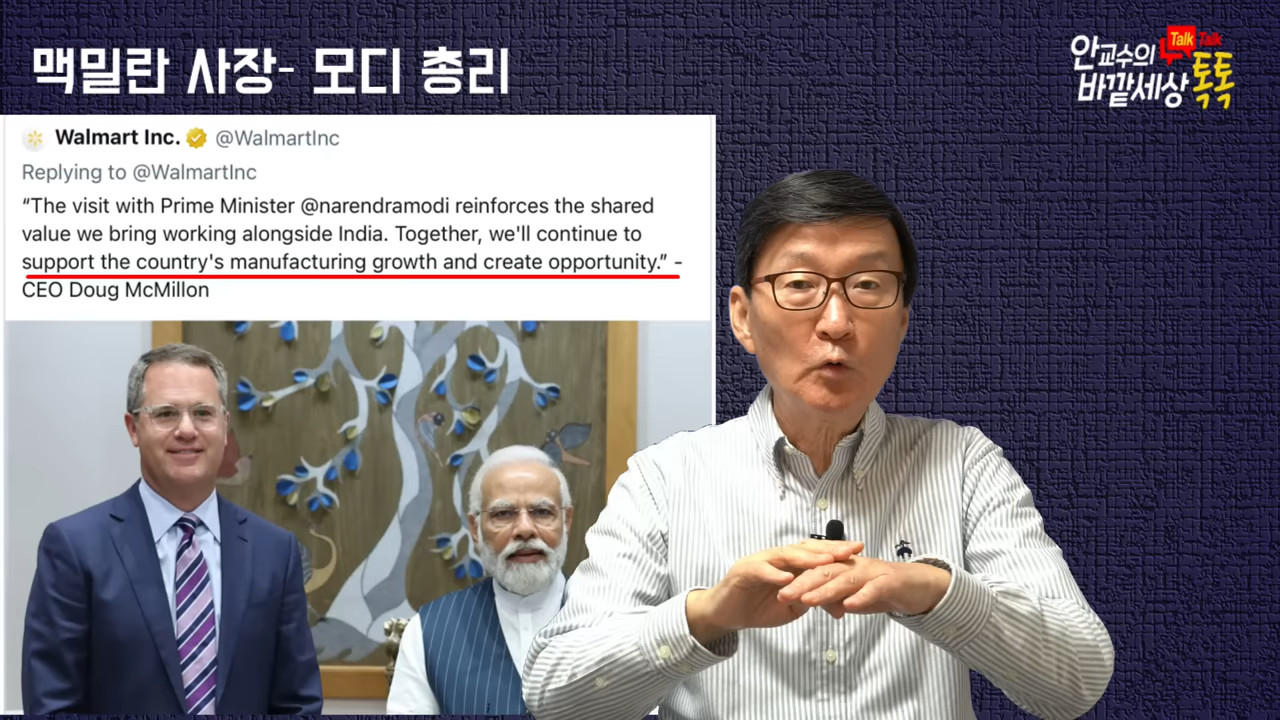 맥밀란 사장- 모디 총리
안교수의 Talk Talk
바깥세상 톡톡
Walmart Inc. @WalmartInc
Replying to @WalmartInc
“The visit with Prime Minister @narendramodi reinforces the shared
value we bring working alongside India. Together, we'll continue to
support the country's manufacturing growth and create opportunity.” -
CEO Doug McMillon